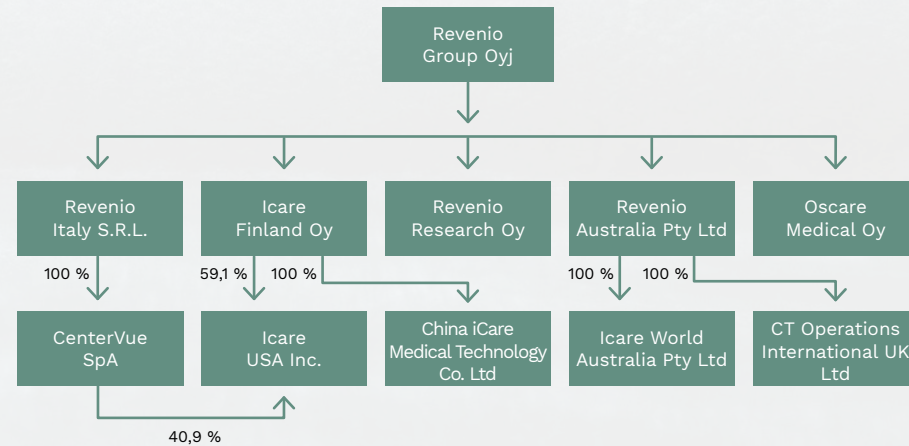 Revenio
Group Oyj
Revenio
Italy S.R.L.
Icare
Finland Oy
Revenio
Research Oy
Revenio
Australia Pty Ltd
Oscare
Medical Oy
100 %
59,1 %
100 %
100 %
100 %
CenterVue
SpA
Icare
USA Inc.
China iCare
Medical Technology
Co. Ltd
Icare World
Australia Pty Ltd
CT Operations
International UK
Ltd
40,9 %